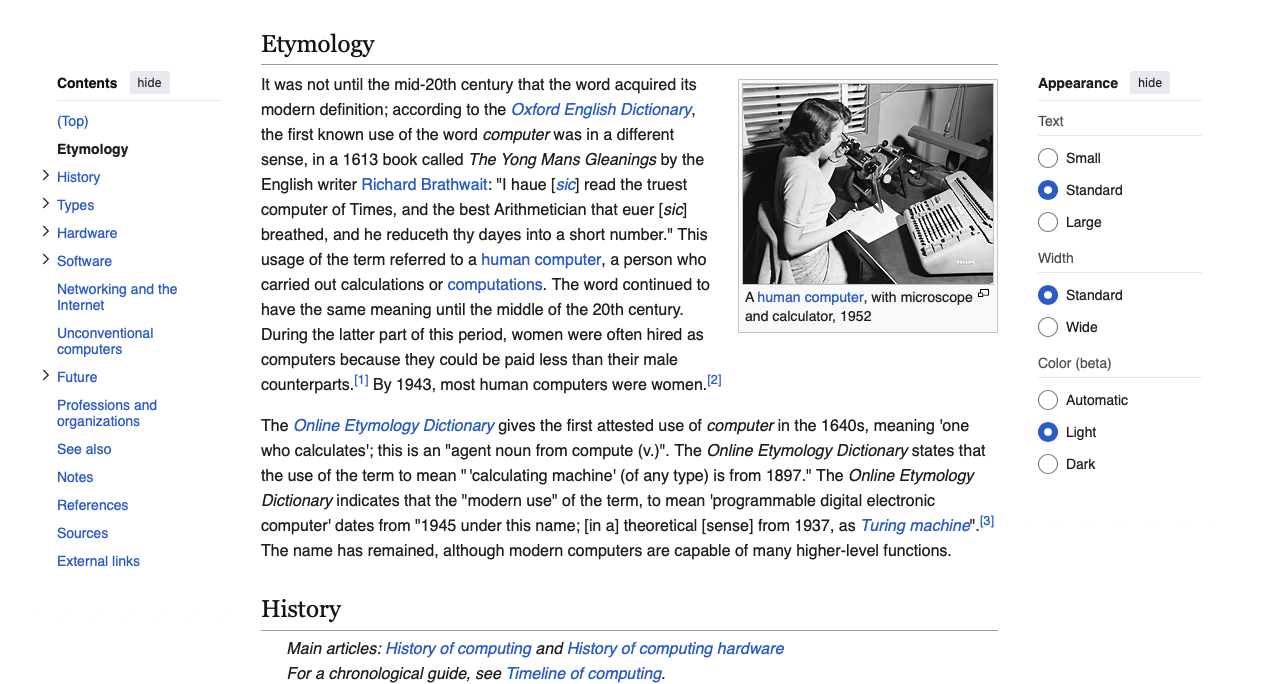 Contents hide
(Top)
Etymology
History
Types
Hardware
Software
Networking and the
Internet
Unconventional
computers
Future
Professions and
organizations
See also
Notes
References
Sources
External links
Etymology
It was not until the mid-20th century that the word acquired its
modern definition; according to the Oxford English Dictionary,
the first known use of the word computer was in a different
sense, in a 1613 book called The Yong Mans Gleanings by the
English writer Richard Brathwait: "I haue [sic] read the truest
computer of Times, and the best Arithmetician that euer [sic]
breathed, and he reduceth thy dayes into a short number." This
usage of the term referred to a human computer, a person who
carried out calculations or computations. The word continued to
have the same meaning until the middle of the 20th century.
During the latter part of this period, women were often hired as
computers because they could be paid less than their male
counterparts.[1] By 1943, most human computers were women.[2]
A human computer, with microscope
and calculator, 1952
The Online Etymology Dictionary gives the first attested use of computer in the 1640s, meaning 'one
who calculates'; this is an "agent noun from compute (v.)". The Online Etymology Dictionary states that
the use of the term to mean " 'calculating machine' (of any type) is from 1897." The Online Etymology
Dictionary indicates that the "modern use" of the term, to mean 'programmable digital electronic
computer' dates from "1945 under this name; [in a] theoretical [sense] from 1937, as Turing machine".[3]
The name has remained, although modern computers are capable of many higher-level functions.
History
Main articles: History of computing and History of computing hardware
For a chronological guide, see Timeline of computing.
Appearance hide
Text
Small
Standard
Large
Width
Standard
Wide
Color (beta)
Automatic
Light
Dark